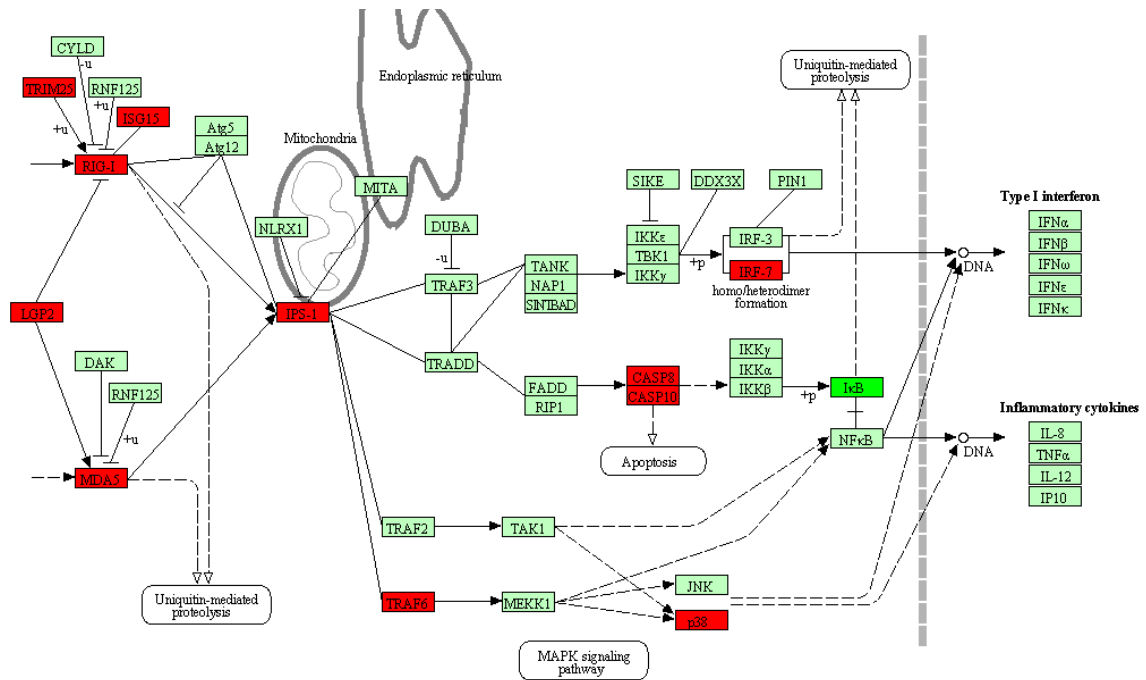 CYLD
-u
TRIM25
RNF125
+u
ISG15
+u
RIG-I
Atg5
Atg12
Endoplasmic reticulum
Mitochondria
MITA
NLRX1
IPS-1
LGP2
DAK
RNF125
+u
MDA5
Uniquitin-mediated
proteolysis
DUBA
-u
TRAF3
TRADD
TANK
NAP1
SINTBAD
FADD
RIP1
TRAF2
TAK1
TRAF6
MEKK1
SIKE
DDX3X
PIN1
IKKε
TBK1
IKKγ
+p
IRF-3
IRF-7
homo/heterodimer
formation
Uniquitin-mediated
proteolysis
CASP8
CASP10
Apoptosis
IKKγ
IKKα
IKKβ
+p
IκB
NFκB
JNK
p38
MAPK signaling
pathway
DNA
DNA
Type I interferon
IFNα
IFNβ
IFNω
IFNε
IFNκ
Inflammatory cytokines
IL-8
TNFα
IL-12
IP10